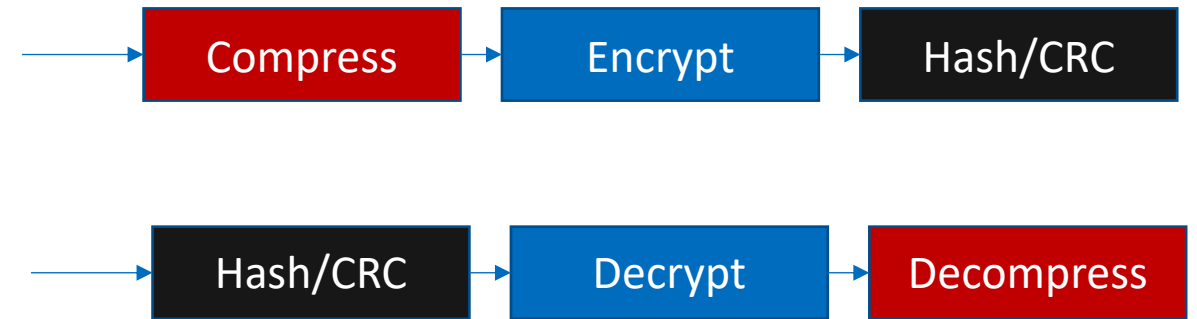 Compress Encrypt Hash/CRC
Hash/CRC Decrypt Decompress